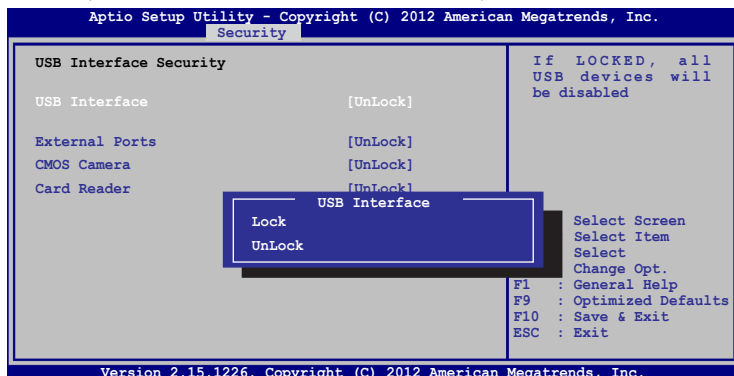 Aptio Setup Utility - Copyright (C) 2012 American Megatrends, Inc.
Security
USB Interface Security
USB Interface [UnLock]
External Ports [UnLock]
CMOS Camera [UnLock]
Card Reader [UnLock]
USB Interface
Lock
UnLock
If LOCKED, all
USB devices will
be disabled
Select Screen
Select Item
Select
Change Opt.
F1 : General Help
F9 : Optimized Defaults
F10 : Save & Exit
ESC : Exit
Version 2.15.1226. Copyright (C) 2012 American Megatrends, Inc.